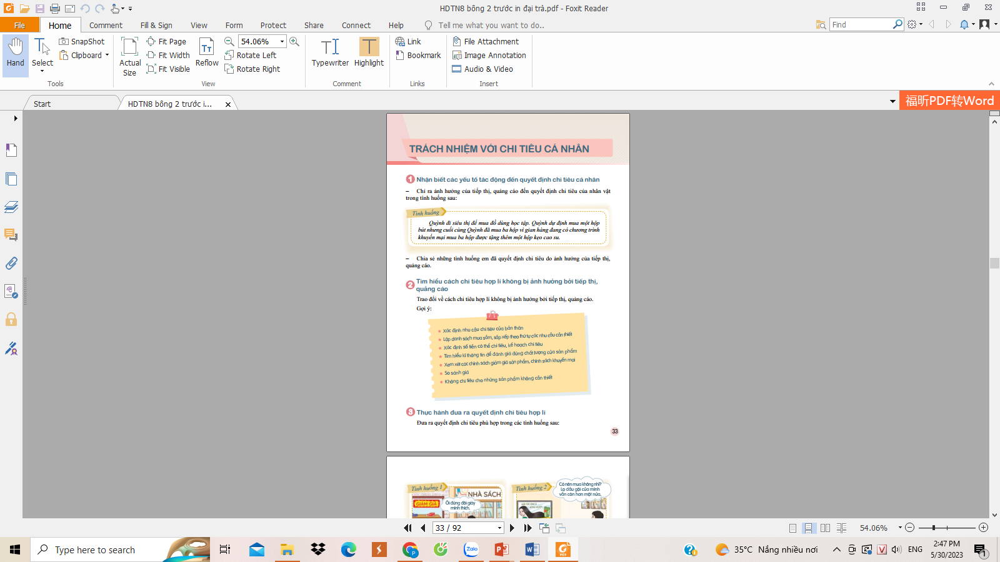 HDTN8 bông 2 trước in đại trà.pdf - Foxit Reader
File Home Comment Fill & Sign View Form Protect Share Connect Help Tell me what you want to do.. Find
Hand Select SnapShot Clipboard Actual Size Fit Page Fit Width Fit Visible Reflow 54.06% Rotate Left Rotate Right Typewriter Highlight Link Bookmark File Attachment Image Annotation Audio & Video
Tools View Comment Links Insert
Start HDTN8 bông 2 trước i... 福昕PDF转Word
TRÁCH NHIỆM VỚI CHI TIÊU CÁ NHÂN
1 Nhận biết các yếu tố tác động đến quyết định chi tiêu cá nhân
– Chỉ ra ảnh hưởng của tiếp thị, quảng cáo đến quyết định chi tiêu của nhân vật
trong tình huống sau:
Tình huống
Quỳnh đi siêu thị để mua đồ dùng học tập. Quỳnh dự định mua một hộp
bút nhưng cuối cùng Quỳnh đã mua ba hộp vì gian hàng đang có chương trình
khuyến mại mua ba hộp được tặng thêm một hộp kẹo cao su.
– Chia sẻ những tình huống em đã quyết định chi tiêu do ảnh hưởng của tiếp thị,
quảng cáo.
2 Tìm hiểu cách chi tiêu hợp lí không bị ảnh hưởng bởi tiếp thị,
quảng cáo
Trao đổi về cách chi tiêu hợp lí không bị ảnh hưởng bởi tiếp thị, quảng cáo.
Gợi ý:
★ Xác định nhu cầu chi tiêu của bản thân
★ Lập danh sách mua sắm, sắp xếp theo thứ tự các nhu cầu cần thiết
★ Xác định số tiền có thể chi tiêu, kế hoạch chi tiêu
★ Tìm hiểu kĩ thông tin để đánh giá đúng chất lượng của sản phẩm
★ Xem xét các chính sách giảm giá sản phẩm, chính sách khuyến mại
★ So sánh giá
★ Không chi tiêu cho những sản phẩm không cần thiết
3 Thực hành đưa ra quyết định chi tiêu hợp lí
Đưa ra quyết định chi tiêu phù hợp trong các tình huống sau:
33
Tình huống 1
GIẢM GIÁ
NHÀ SÁCH
Ôi đúng đôi giày
mình thích.
Tình huống 2
Có nên mua không nhỉ?
Lọ dầu gội của mình
vẫn còn hơn một nửa.
33 / 92 54.06%
Type here to search Zalo 35°C Nắng nhiều nơi ENG 2:47 PM
5/30/2023 1